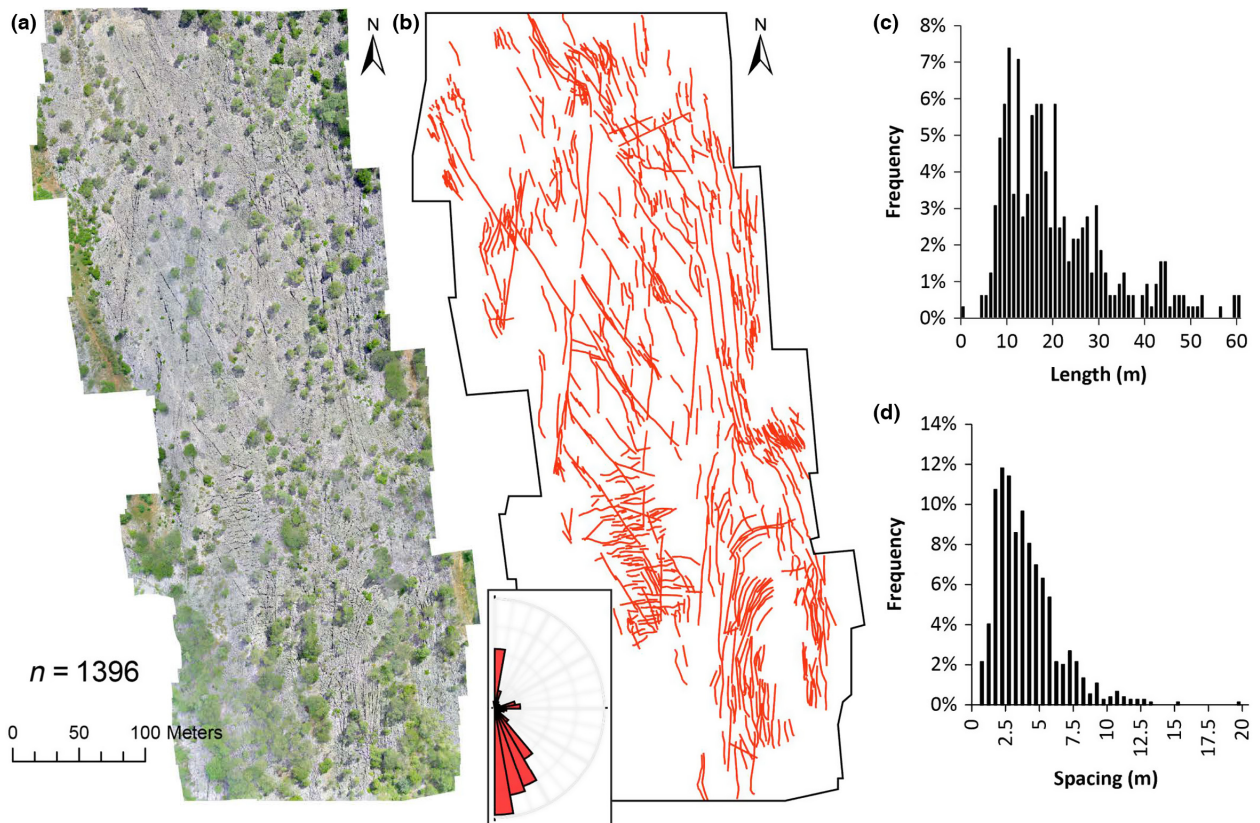 (a)
N
n = 1396
0 50 100 Meters
(b)
N
(c)
8%
7%
6%
5%
4%
3%
2%
1%
0%
Frequency
0 10 20 30 40 50 60
Length (m)
(d)
14%
12%
10%
8%
6%
4%
2%
0%
Frequency
2.5 5 7.5 10 12.5 15 17.5 20
Spacing (m)